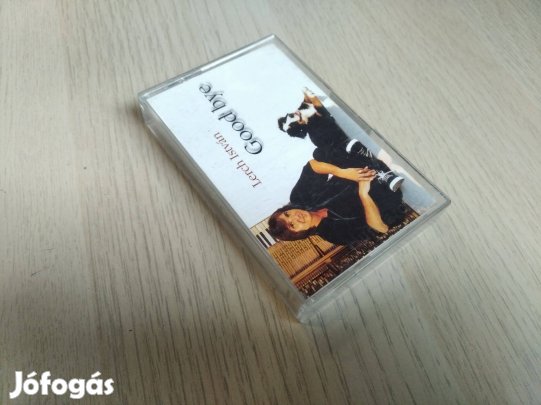 Lerch István
Good bye
Jófogás